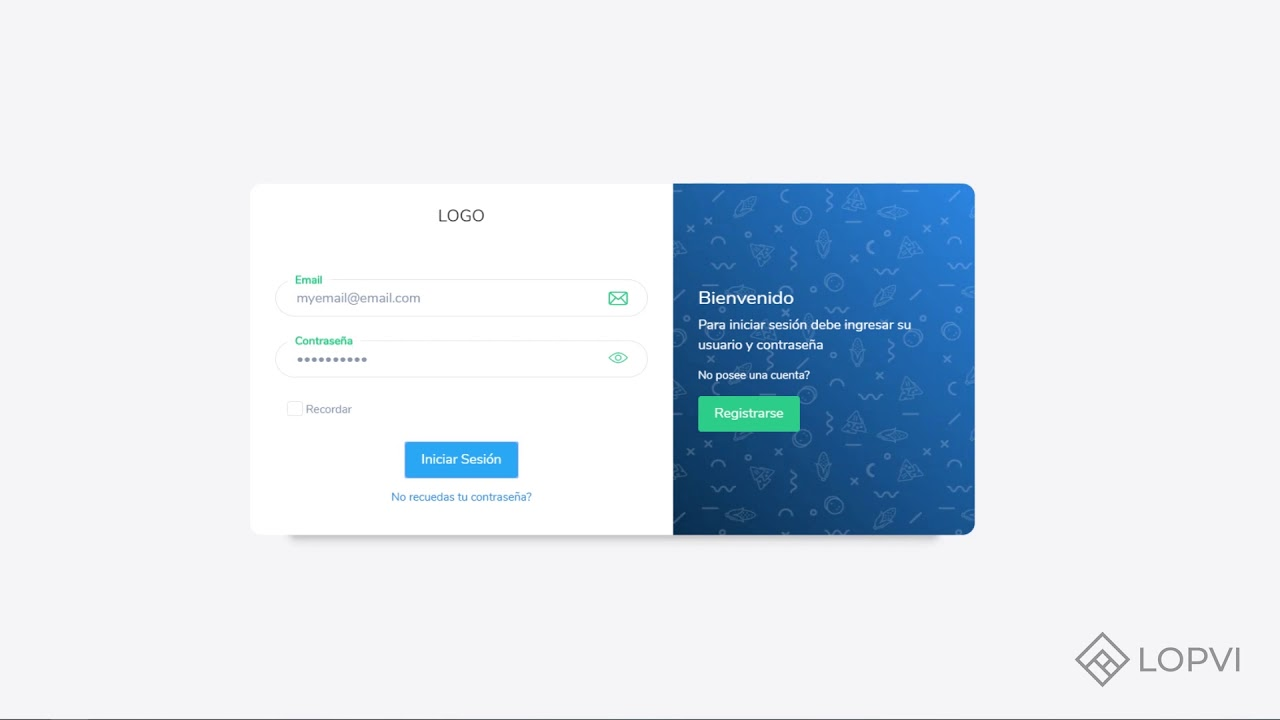 LOGO
Email
myemail@email.com
Contraseña
••••••••••
Recordar
Iniciar Sesión
No recuedas tu contraseña?
Bienvenido
Para iniciar sesión debe ingresar su
usuario y contraseña
No posee una cuenta?
Registrarse
LOPVI